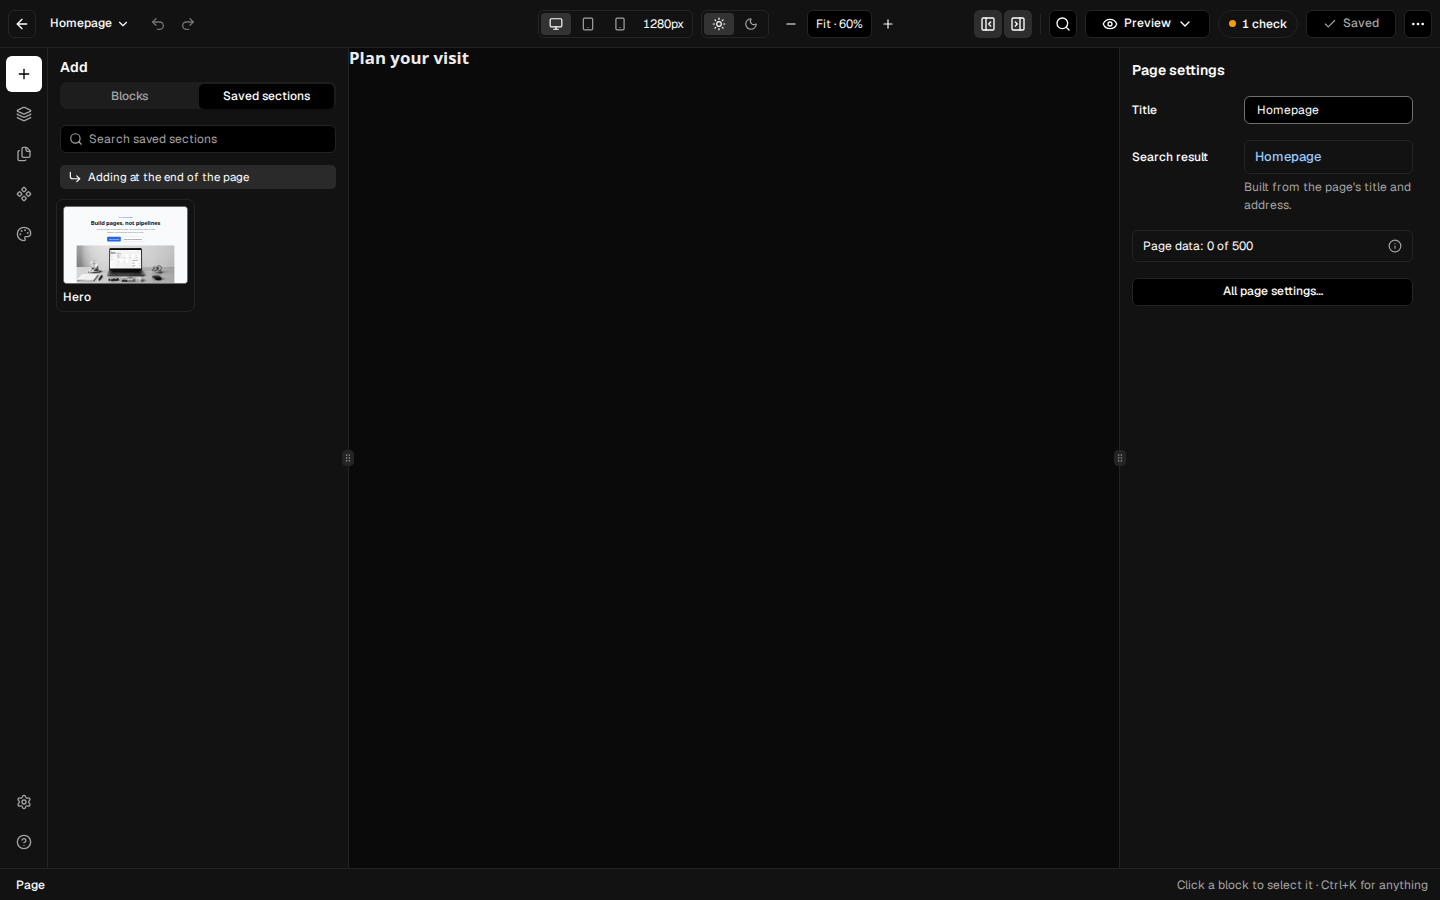 Homepage
1280px
Fit · 60%
Preview
1 check
Saved
Add
Blocks
Saved sections
Search saved sections
Adding at the end of the page
Build pages, not pipelines
Hero
Plan your visit
Page settings
Title
Homepage
Search result
Homepage
Built from the page's title and
address.
Page data: 0 of 500
All page settings...
Page
Click a block to select it · Ctrl+K for anything